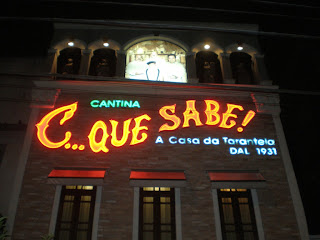 CANTINA
C...QUE SABE!
A Casa da Tarantela
DAL 1931